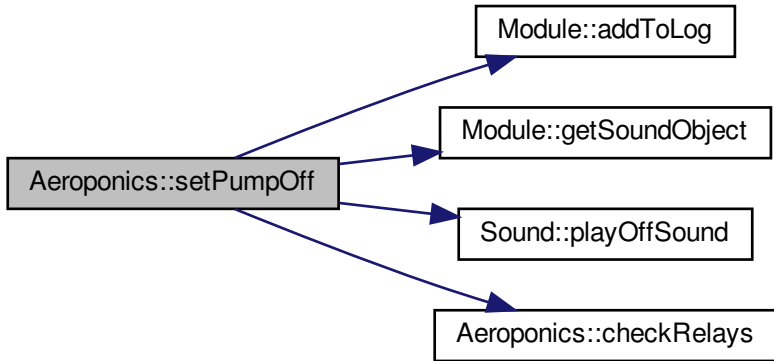 Module::addToLog
Module::getSoundObject
Aeroponics::setPumpOff
Sound::playOffSound
Aeroponics::checkRelays